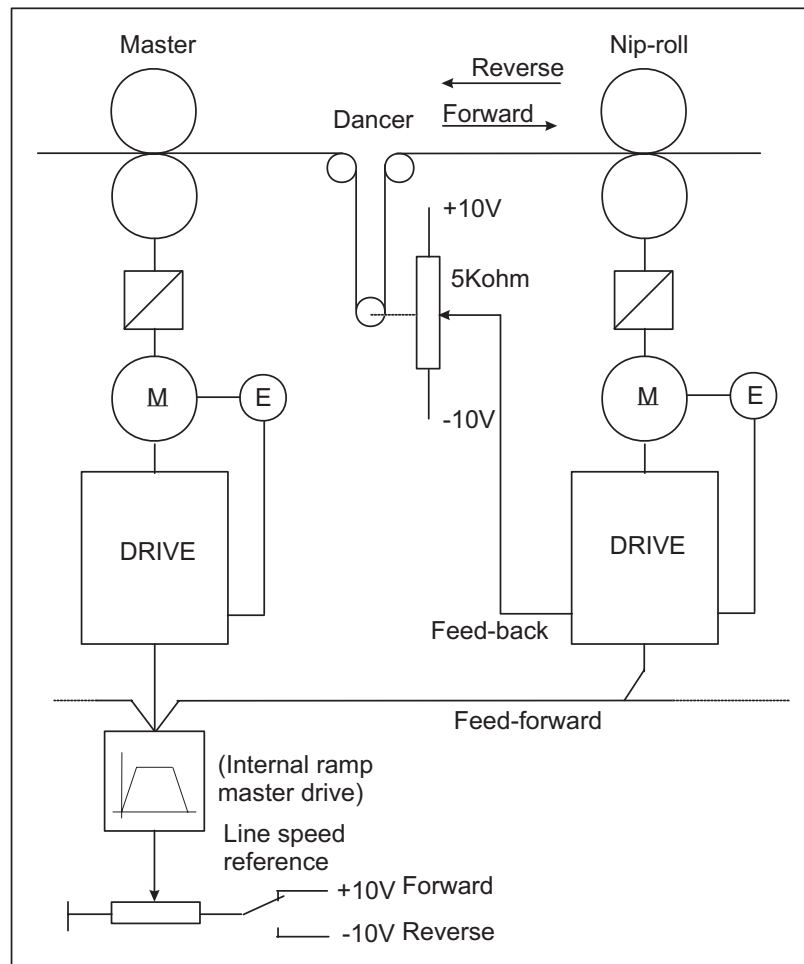 Master
Nip-roll
Reverse
Forward
Dancer
+10V
5Kohm
-10V
M
E
M
E
DRIVE
DRIVE
Feed-back
Feed-forward
(Internal ramp
master drive)
Line speed
reference
+10V Forward
-10V Reverse